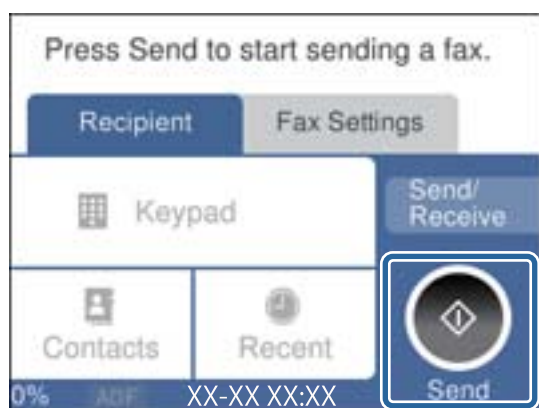 Press Send to start sending a fax.
Recipient
Fax Settings
Keypad
Send/
Receive
Contacts
Recent
Send
0%
ADF
XX-XX XX:XX